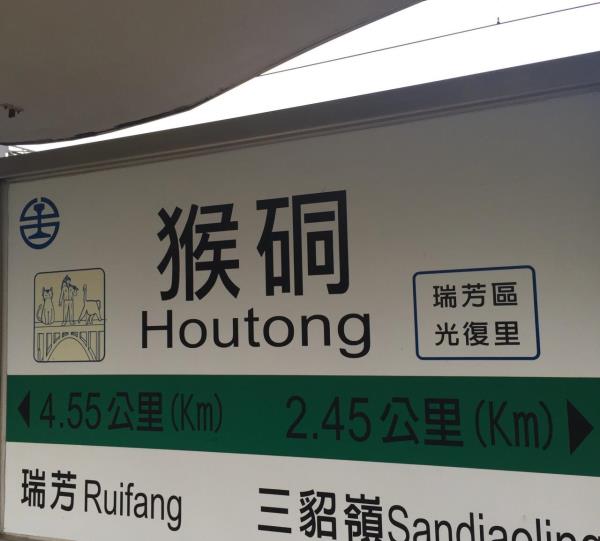 猴硐
Houtong
瑞芳區
光復里
4.55公里(Km)
2.45公里(Km)
瑞芳 Ruifang
三貂嶺 Sandiaoling